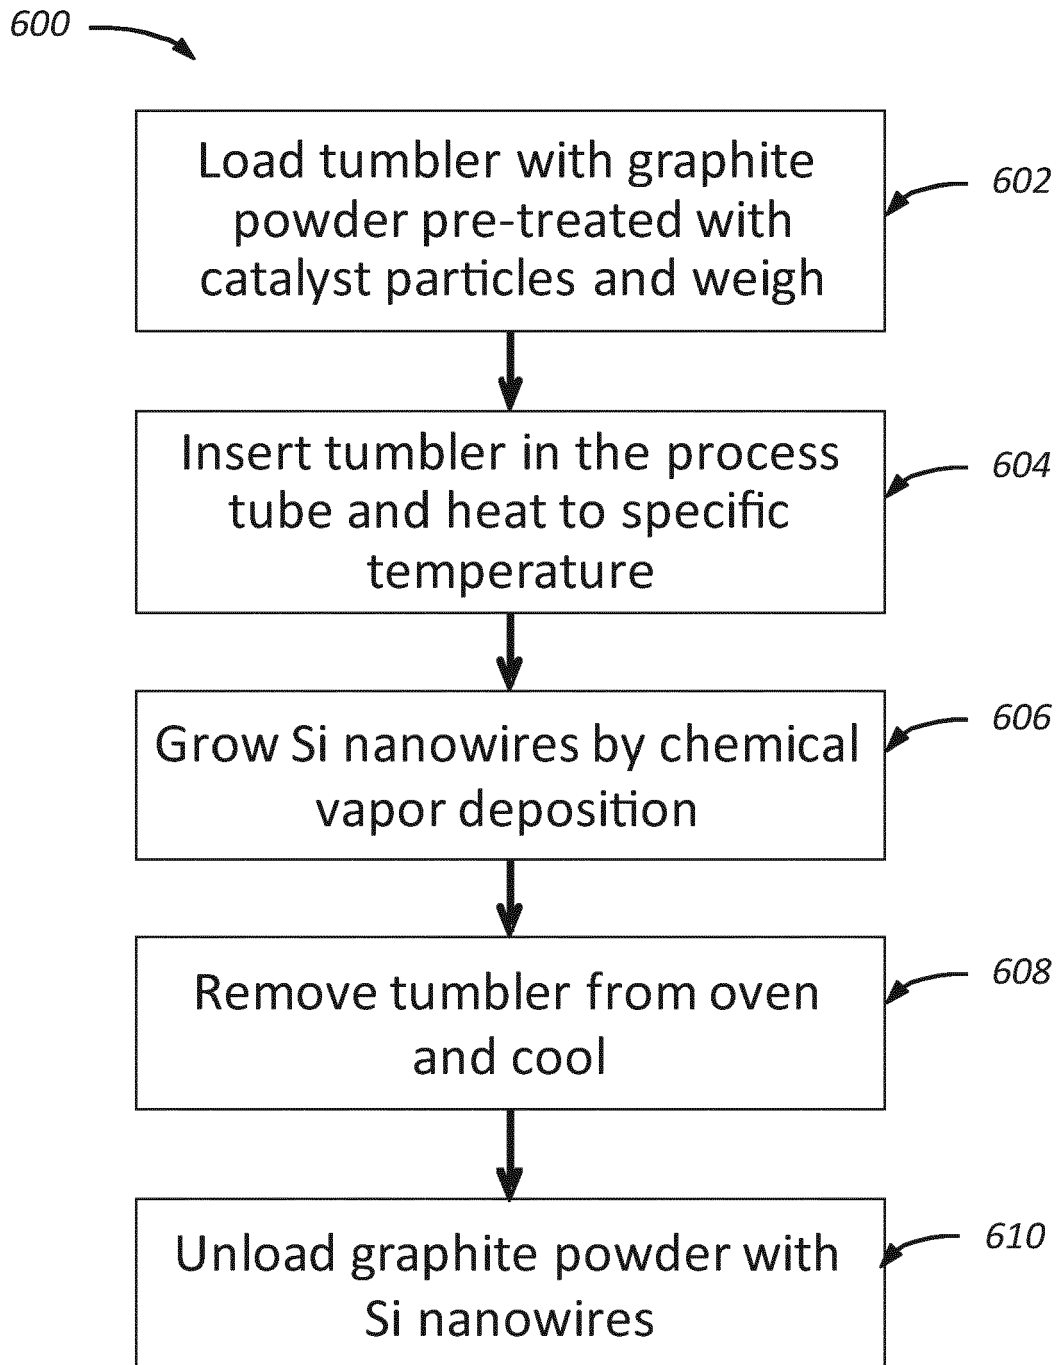 600
Load tumbler with graphite
powder pre-treated with
catalyst particles and weigh
602
Insert tumbler in the process
tube and heat to specific
temperature
604
Grow Si nanowires by chemical
vapor deposition
606
Remove tumbler from oven
and cool
608
Unload graphite powder with
Si nanowires
610